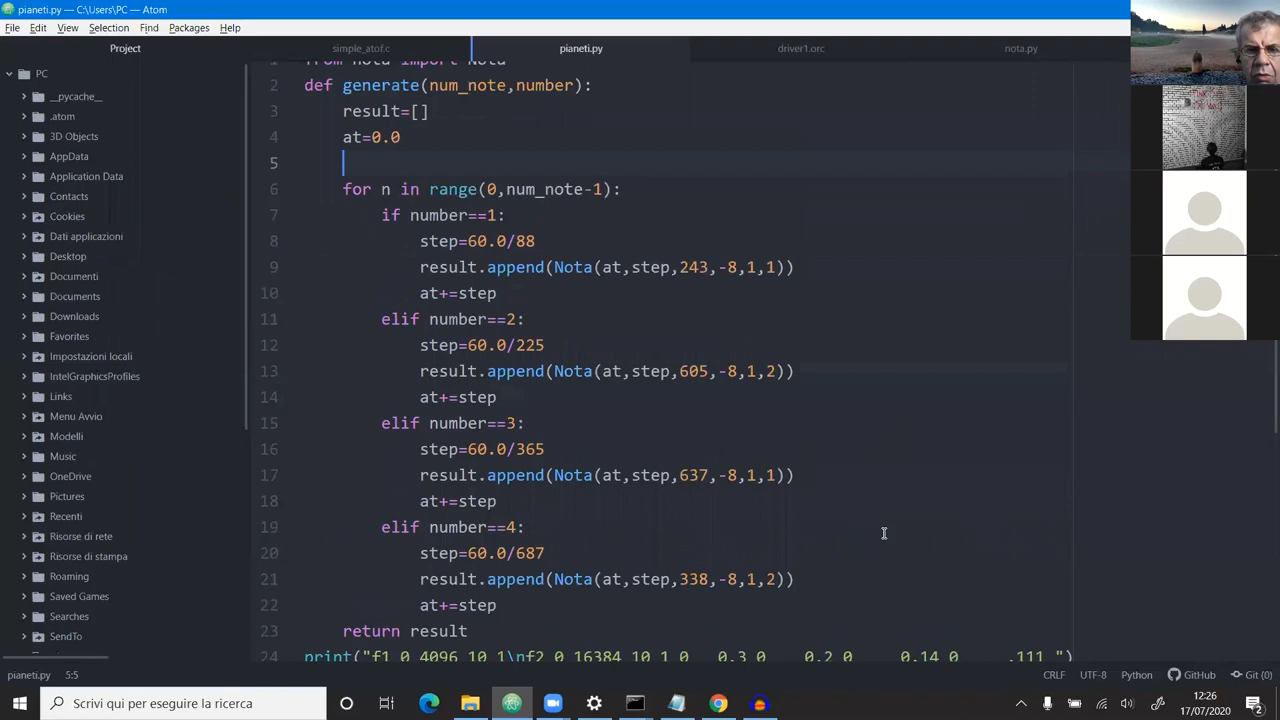 pianeti.py — C:\Users\PC — Atom
File Edit View Selection Find Packages Help
Project
simple_atof.c pianeti.py driver1.orc nota.py
PC
__pycache__
.atom
3D Objects
AppData
Application Data
Contacts
Cookies
Dati applicazioni
Desktop
Documenti
Documents
Downloads
Favorites
Impostazioni locali
IntelGraphicsProfiles
Links
Menu Avvio
Modelli
Music
OneDrive
Pictures
Recenti
Risorse di rete
Risorse di stampa
Roaming
Saved Games
Searches
SendTo
1 from nota import Nota
2 def generate(num_note,number):
3 result=[]
4 at=0.0
5
6 for n in range(0,num_note-1):
7 if number==1:
8 step=60.0/88
9 result.append(Nota(at,step,243,-8,1,1))
10 at+=step
11 elif number==2:
12 step=60.0/225
13 result.append(Nota(at,step,605,-8,1,2))
14 at+=step
15 elif number==3:
16 step=60.0/365
17 result.append(Nota(at,step,637,-8,1,1))
18 at+=step
19 elif number==4:
20 step=60.0/687
21 result.append(Nota(at,step,338,-8,1,2))
22 at+=step
23 return result
24 print("f1 0 4096 10 1\nf2 0 16384 10 1 0 0.3 0 0.2 0 0.14 0 .111 ")
pianeti.py 5:5 CRLF UTF-8 Python GitHub Git (0)
Scrivi qui per eseguire la ricerca
12:26
17/07/2020
2